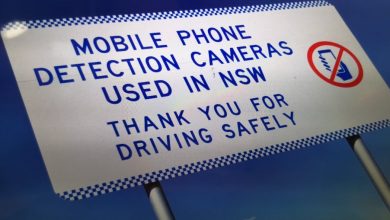 MOBILE PHONE
DETECTION CAMERAS
USED IN NSW
THANK YOU FOR
DRIVING SAFELY